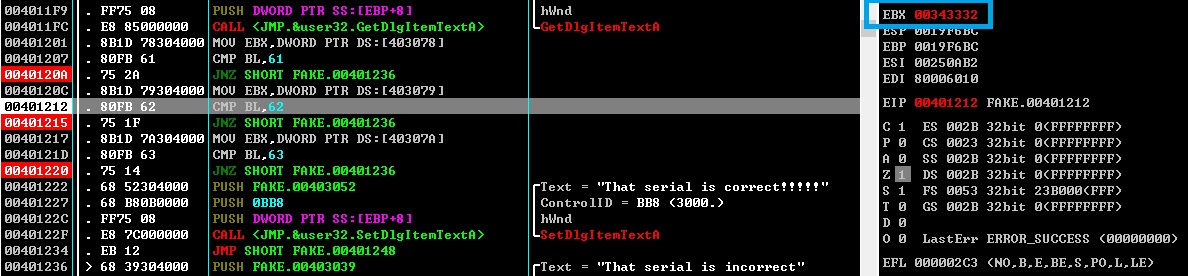 004011F9 . FF75 08 PUSH DWORD PTR SS:[EBP+8] hWnd
004011FC . E8 85000000 CALL <JMP.&user32.GetDlgItemTextA> GetDlgItemTextA
00401201 . 8B1D 78304000 MOV EBX,DWORD PTR DS:[403078]
00401207 . 80FB 61 CMP BL,61
0040120A . 75 2A JNZ SHORT FAKE.00401236
0040120C . 8B1D 79304000 MOV EBX,DWORD PTR DS:[403079]
00401212 . 80FB 62 CMP BL,62
00401215 . 75 1F JNZ SHORT FAKE.00401236
00401217 . 8B1D 7A304000 MOV EBX,DWORD PTR DS:[40307A]
0040121D . 80FB 63 CMP BL,63
00401220 . 75 14 JNZ SHORT FAKE.00401236
00401222 . 68 52304000 PUSH FAKE.00403052 Text = "That serial is correct!!!!!"
00401227 . 68 B80B0000 PUSH 0BB8 ControlID = BB8 (3000.)
0040122C . FF75 08 PUSH DWORD PTR SS:[EBP+8] hWnd
0040122F . E8 7C000000 CALL <JMP.&user32.SetDlgItemTextA> SetDlgItemTextA
00401234 . EB 12 JMP SHORT FAKE.00401248
00401236 > 68 39304000 PUSH FAKE.00403039 Text = "That serial is incorrect"
EBX 00343332
ESP 0019F6BC
EBP 0019F6BC
ESI 00250AB2
EDI 80006010
EIP 00401212 FAKE.00401212
C 1 ES 002B 32bit 0(FFFFFFFF)
P 0 CS 0023 32bit 0(FFFFFFFF)
A 0 SS 002B 32bit 0(FFFFFFFF)
Z 1 DS 002B 32bit 0(FFFFFFFF)
S 1 FS 0053 32bit 23B000(FFF)
T 0 GS 002B 32bit 0(FFFFFFFF)
D 0
O 0 LastErr ERROR_SUCCESS (00000000)
EFL 000002C3 (NO,B,E,BE,S,PO,L,LE)